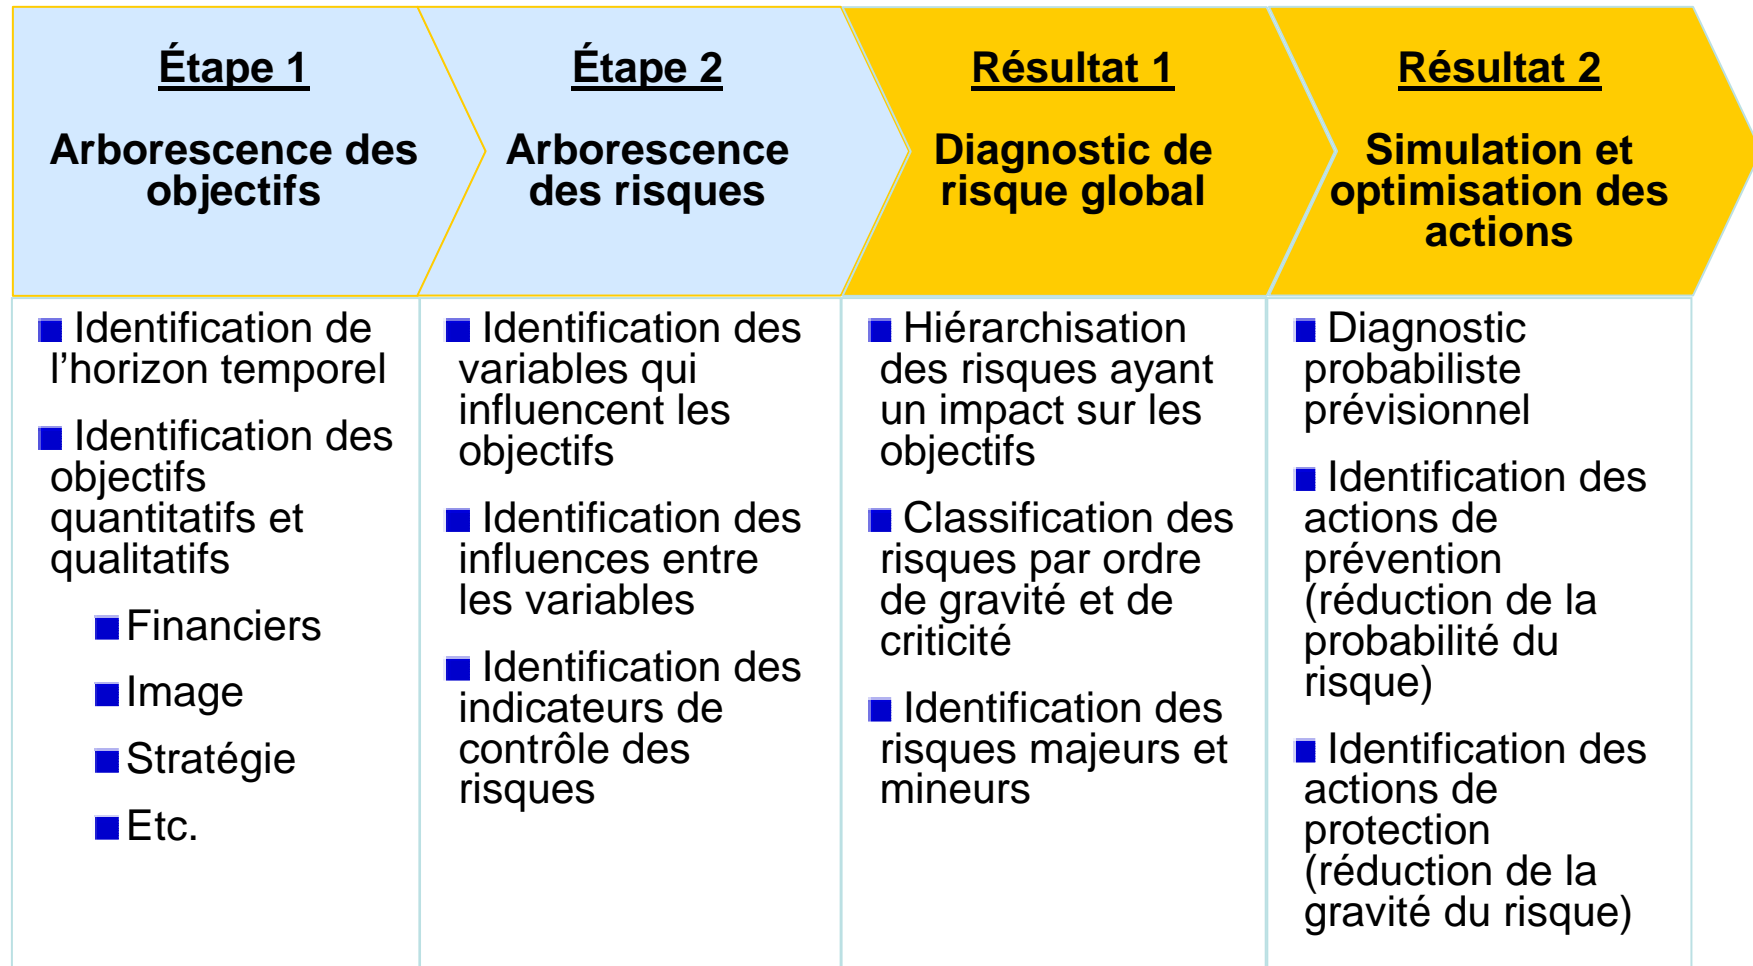 Étape 1
Arborescence des
objectifs
Étape 2
Arborescence
des risques
Résultat 1
Diagnostic de
risque global
Résultat 2
Simulation et
optimisation des
actions
Identification de
l’horizon temporel
Identification des
objectifs
quantitatifs et
qualitatifs
Financiers
Image
Stratégie
Etc.
Identification des
variables qui
influencent les
objectifs
Identification des
influences entre
les variables
Identification des
indicateurs de
contrôle des
risques
Hiérarchisation
des risques ayant
un impact sur les
objectifs
Classification des
risques par ordre
de gravité et de
criticité
Identification des
risques majeurs et
mineurs
Diagnostic
probabiliste
prévisionnel
Identification des
actions de
prévention
(réduction de la
probabilité du
risque)
Identification des
actions de
protection
(réduction de la
gravité du risque)